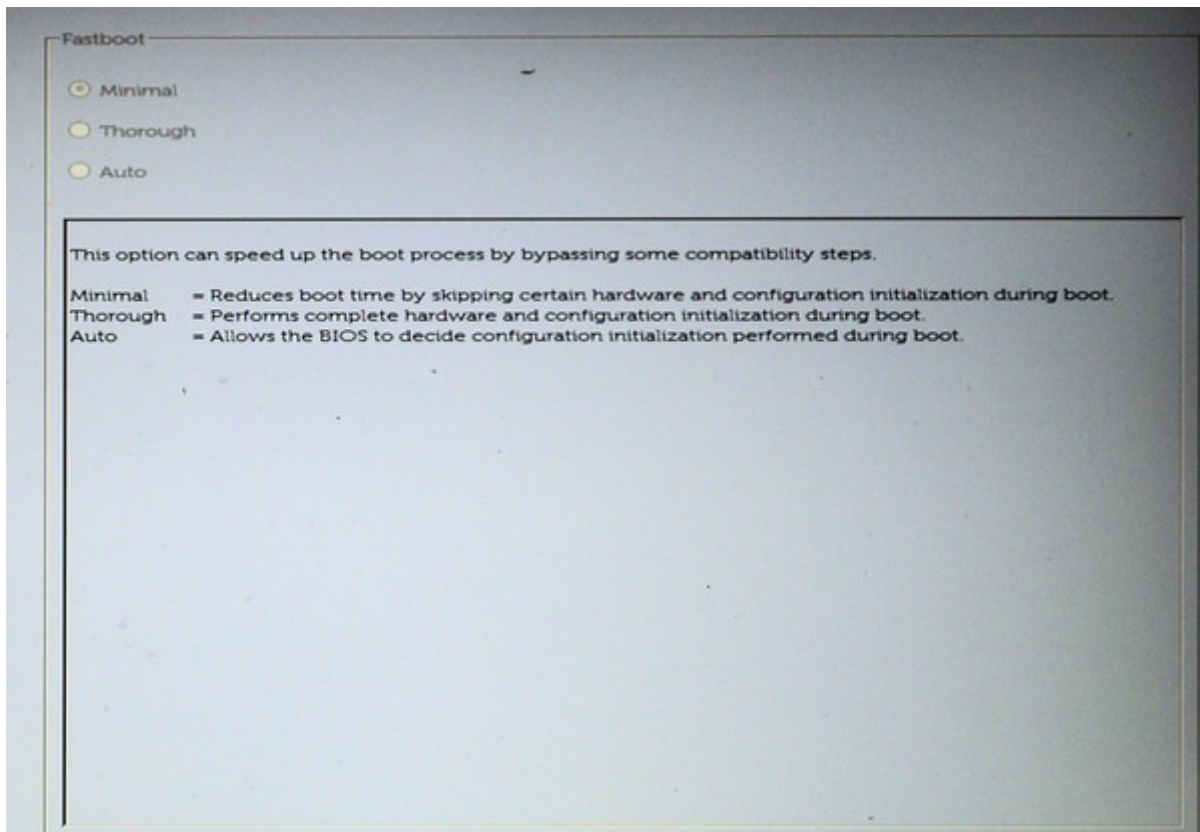 Fastboot
Minimal
Thorough
Auto
This option can speed up the boot process by bypassing some compatibility steps.
Minimal = Reduces boot time by skipping certain hardware and configuration initialization during boot.
Thorough = Performs complete hardware and configuration initialization during boot.
Auto = Allows the BIOS to decide configuration initialization performed during boot.